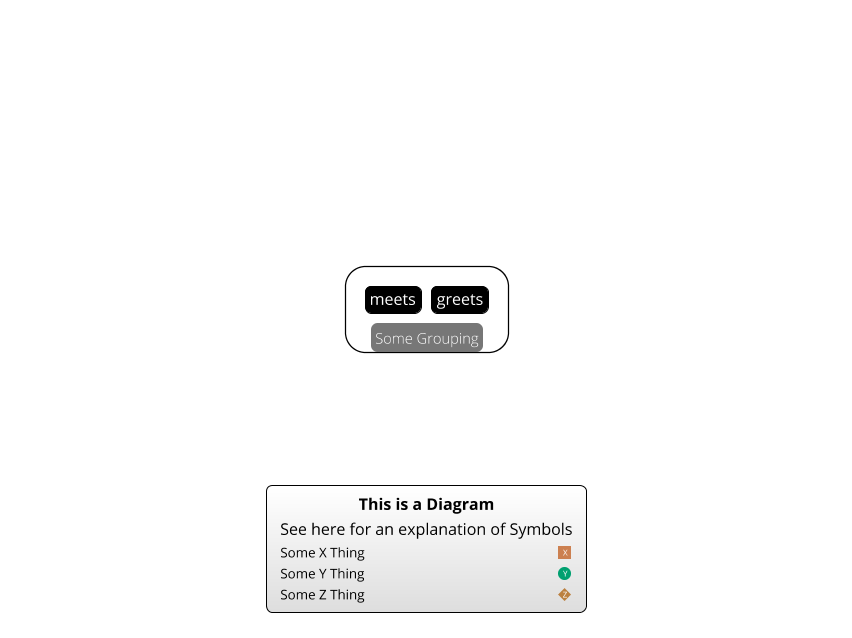 meets greets
Some Grouping
This is a Diagram
See here for an explanation of Symbols
Some X Thing X
Some Y Thing Y
Some Z Thing Z